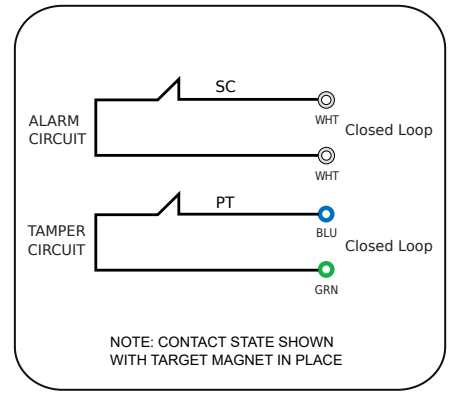 SC
ALARM
CIRCUIT
WHT
Closed Loop
WHT
PT
TAMPER
CIRCUIT
BLU
Closed Loop
GRN
NOTE: CONTACT STATE SHOWN
WITH TARGET MAGNET IN PLACE